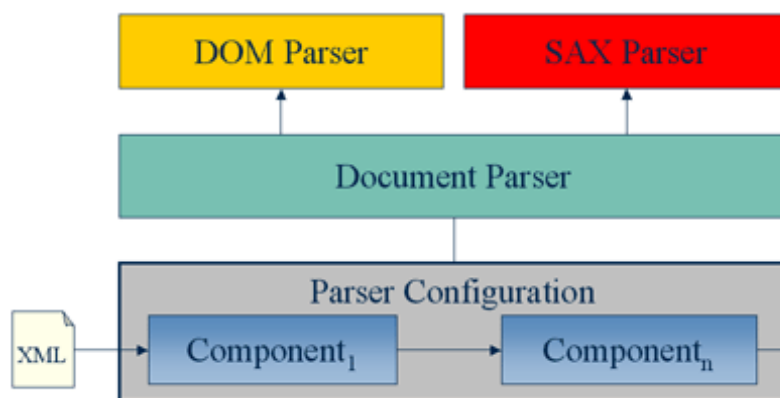 DOM Parser
SAX Parser
Document Parser
Parser Configuration
XML
Component1
Componentn